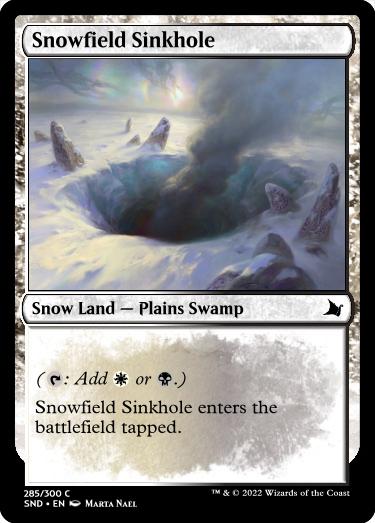 Snowfield Sinkhole
Snow Land — Plains Swamp
( : Add or .)
Snowfield Sinkhole enters the
battlefield tapped.
285/300 C
SND • EN Marta Nael
™ & © 2022 Wizards of the Coast